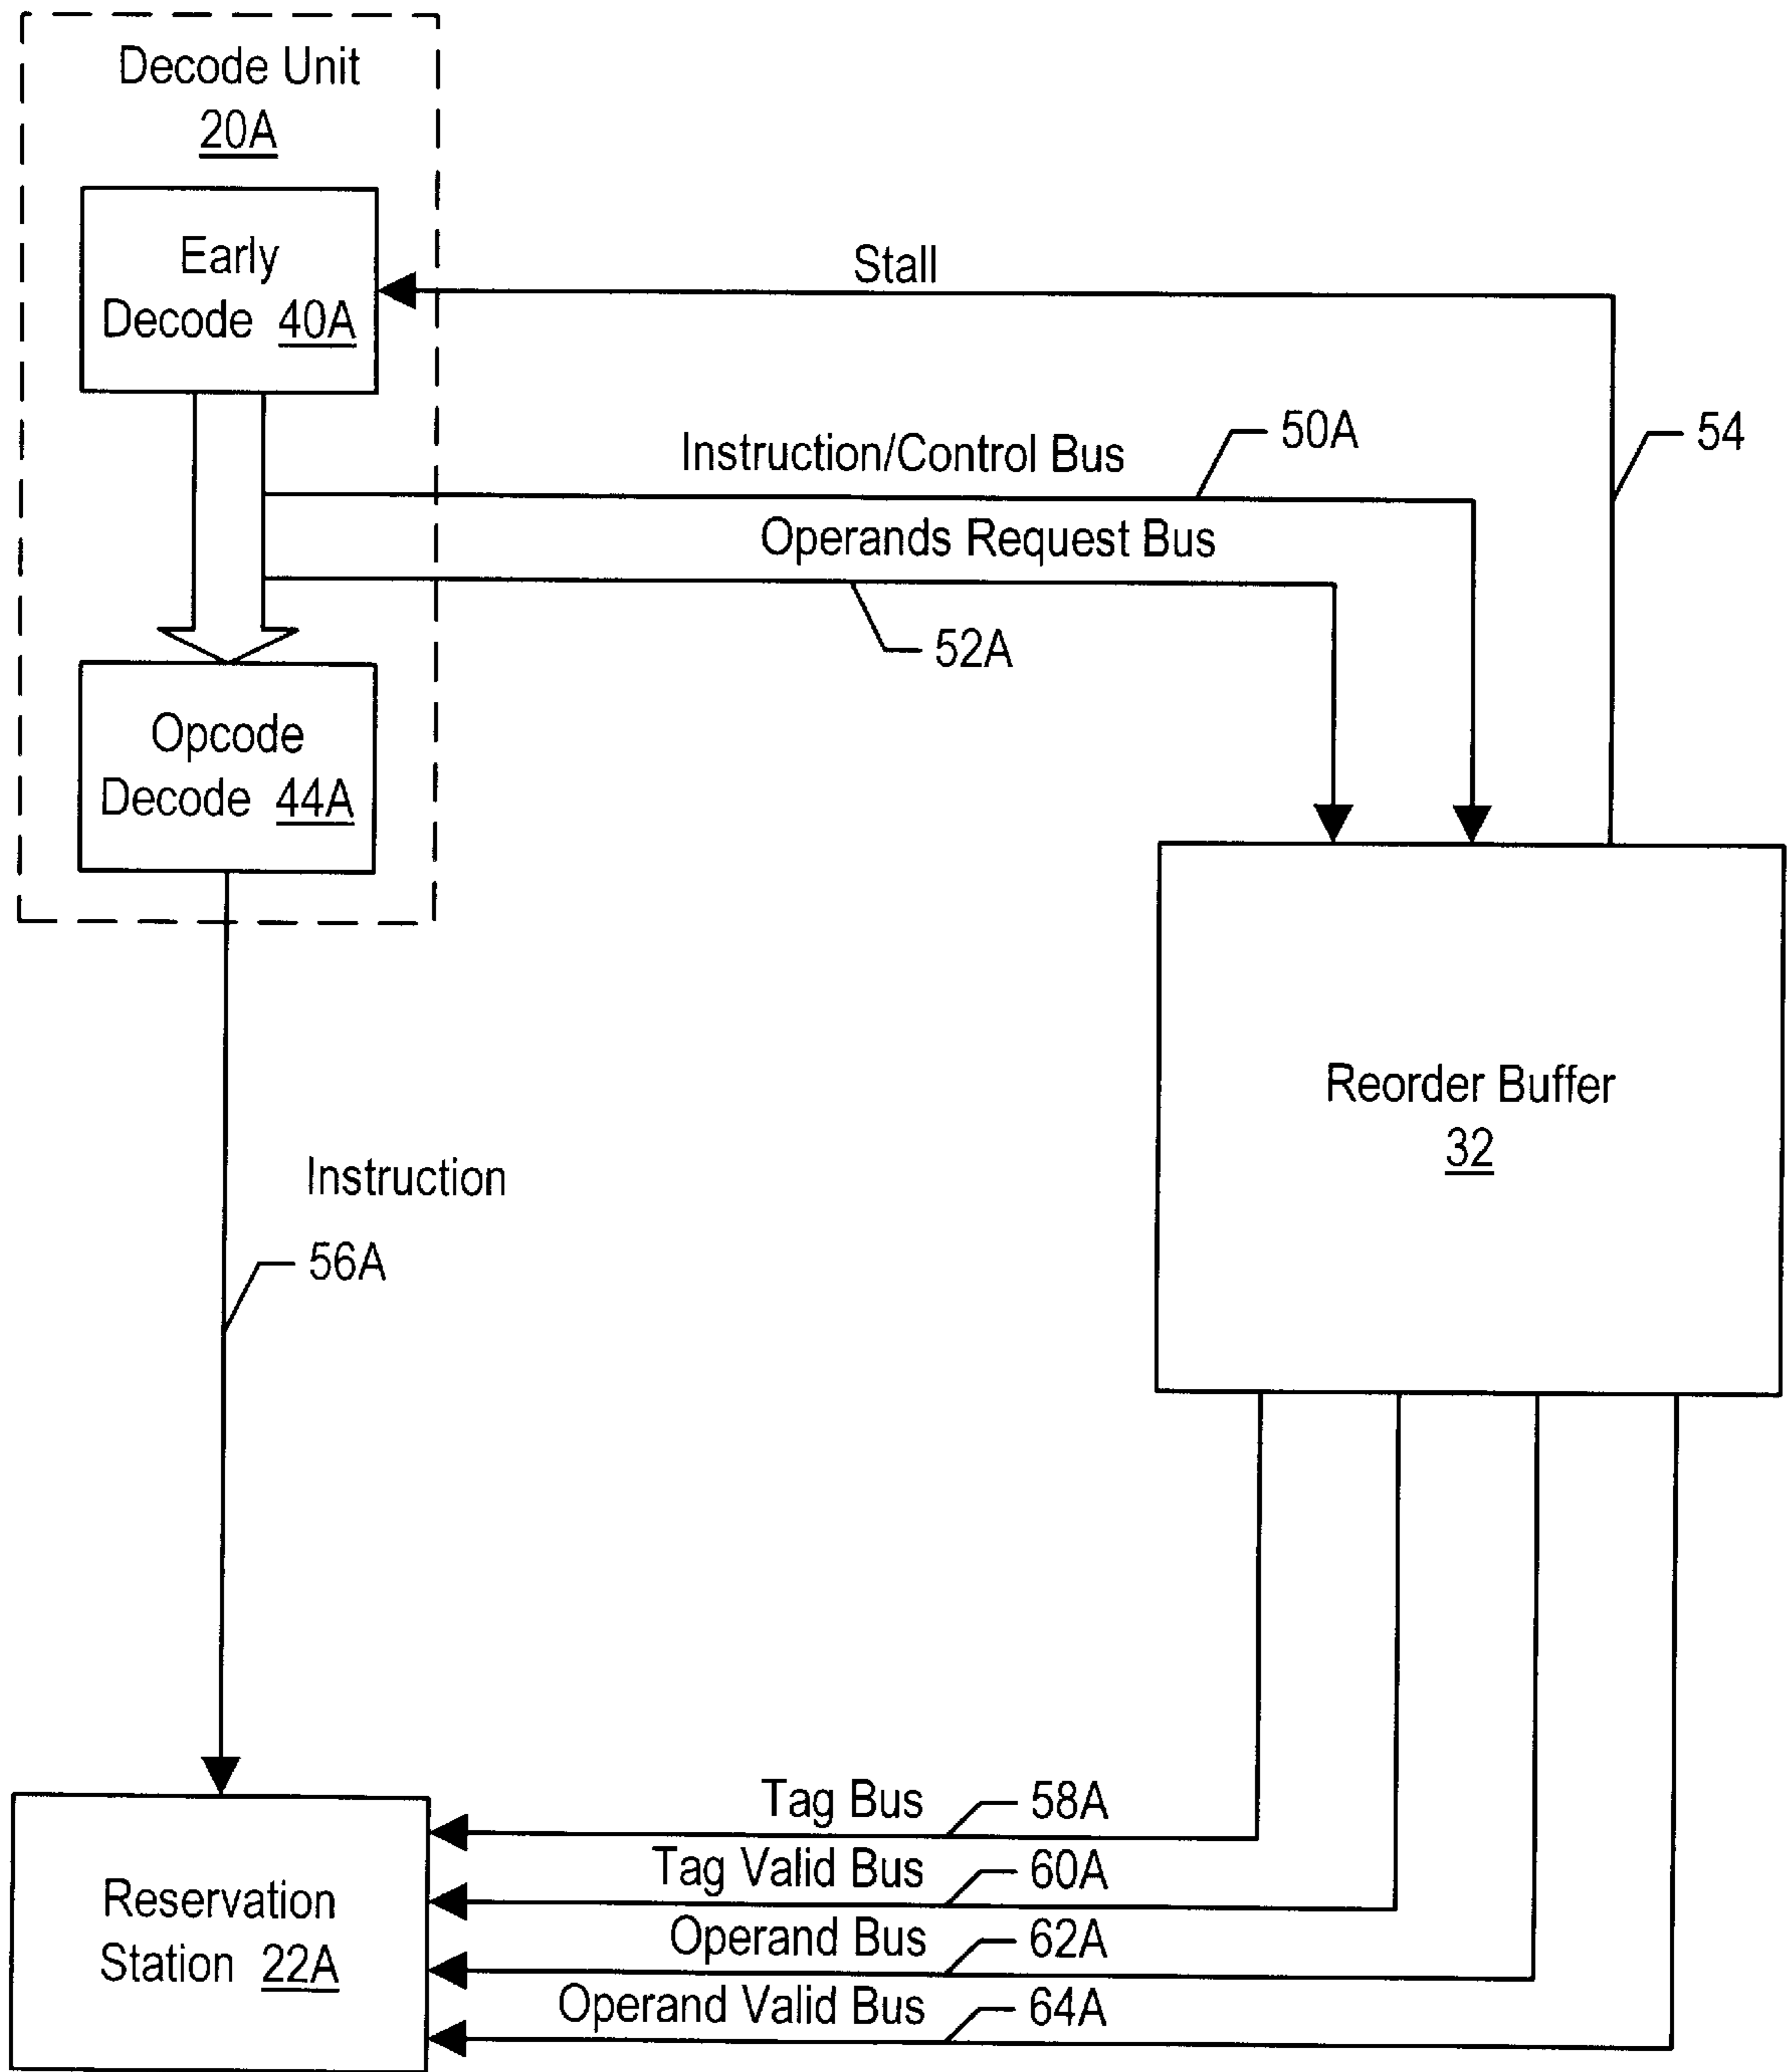 Decode Unit
20A
Early
Decode 40A
Stall
Instruction/Control Bus
50A
54
Operands Request Bus
52A
Opcode
Decode 44A
Reorder Buffer
32
Instruction
56A
Tag Bus
58A
Tag Valid Bus
60A
Operand Bus
62A
Operand Valid Bus
64A
Reservation
Station 22A